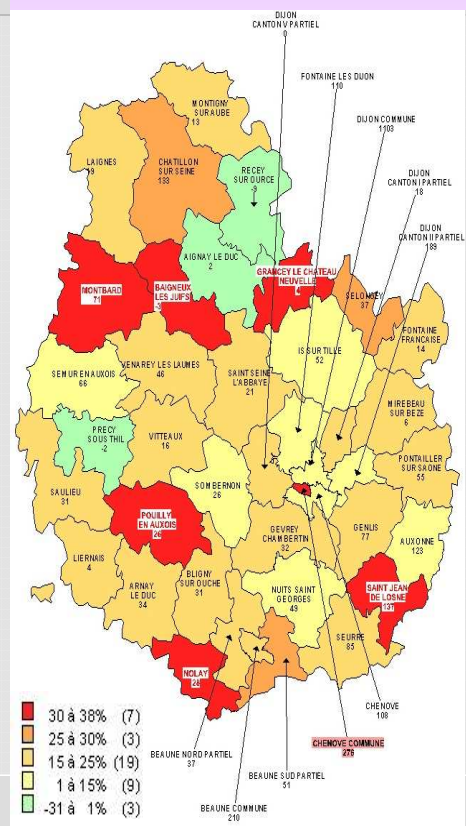 DIJON
CANTON V PARTIEL
0
FONTAINE LES DIJON
110
DIJON COMMUNE
1103
DIJON
CANTON I PARTIEL
18
DIJON
CANTON II PARTIEL
189
MONTIGNY
SUR AUBE
13
LAIGNES
CHATILLON
SUR SEINE
133
RECEY
SUR OURCE
-9
AIGNAY LE DUC
2
GRANCEY LE CHATEAU
NEUVELLE
4
MONTBARD
71
BAIGNEUX
LES JUIFS
SELONGEY
37
FONTAINE
FRANCAISE
14
IS SUR TILLE
52
SEMUR EN AUXOIS
66
VENAREY LES LAUMES
46
SAINT SEINE
L'ABBAYE
21
MIREBEAU
SUR BEZE
6
PRECY
SOUS THIL
-2
VITTEAUX
16
PONTAILLER
SUR SAONE
55
SOMBERNON
26
SAULIEU
31
POUILLY
EN AUXOIS
26
GEVREY
CHAMBERTIN
32
GENLIS
77
AUXONNE
123
LIERNAIS
4
ARNAY
LE DUC
34
BLIGNY
SUR OUCHE
31
NUITS SAINT
GEORGES
49
SAINT JEAN
DE LOSNE
137
SEURRE
85
NOLAY
28
CHENOVE
108
CHENOVE COMMUNE
276
BEAUNE NORD PARTIEL
37
BEAUNE SUD PARTIEL
51
BEAUNE COMMUNE
210
30 à 38% (7)
25 à 30% (3)
15 à 25% (19)
1 à 15% (9)
-31 à 1% (3)